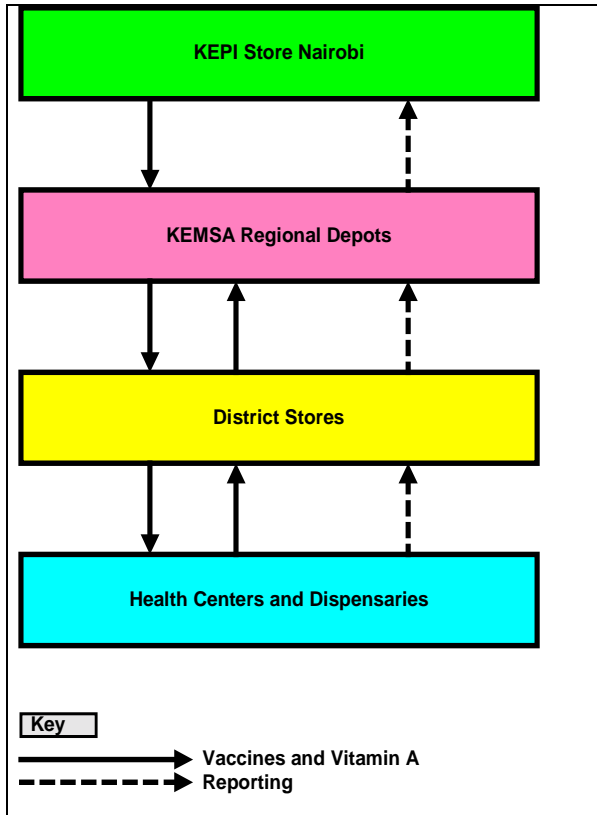 KEPI Store Nairobi
KEMSA Regional Depots
District Stores
Health Centers and Dispensaries
Key
Vaccines and Vitamin A
Reporting